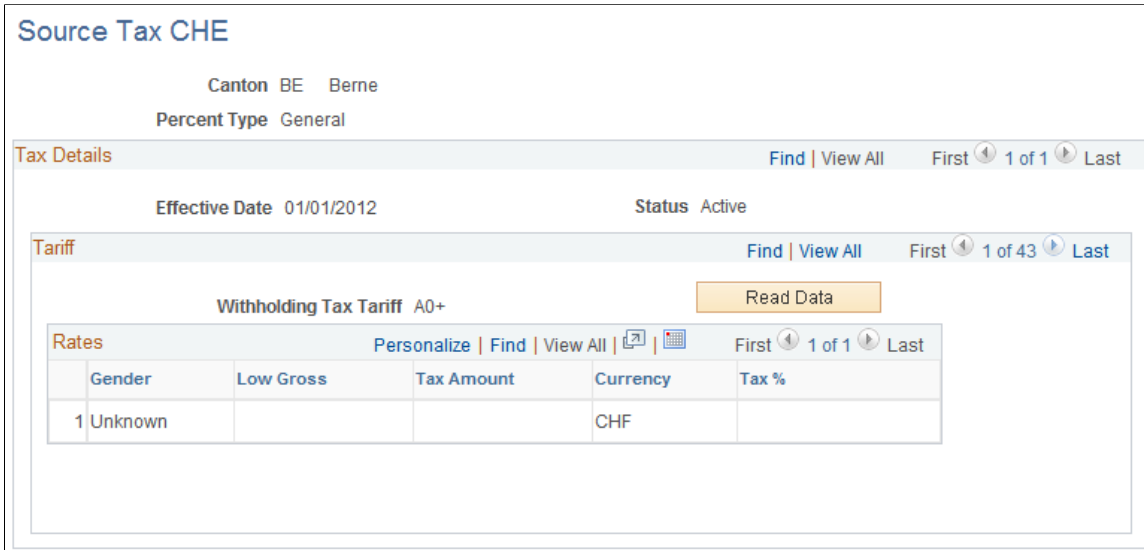 Source Tax CHE
Canton BE Berne
Percent Type General
Tax Details Find | View All First 1 of 1 Last
Effective Date 01/01/2012 Status Active
Tariff Find | View All First 1 of 43 Last
Withholding Tax Tariff A0+ Read Data
Rates Personalize | Find | View All | | First 1 of 1 Last
Gender Low Gross Tax Amount Currency Tax %
1 Unknown CHF